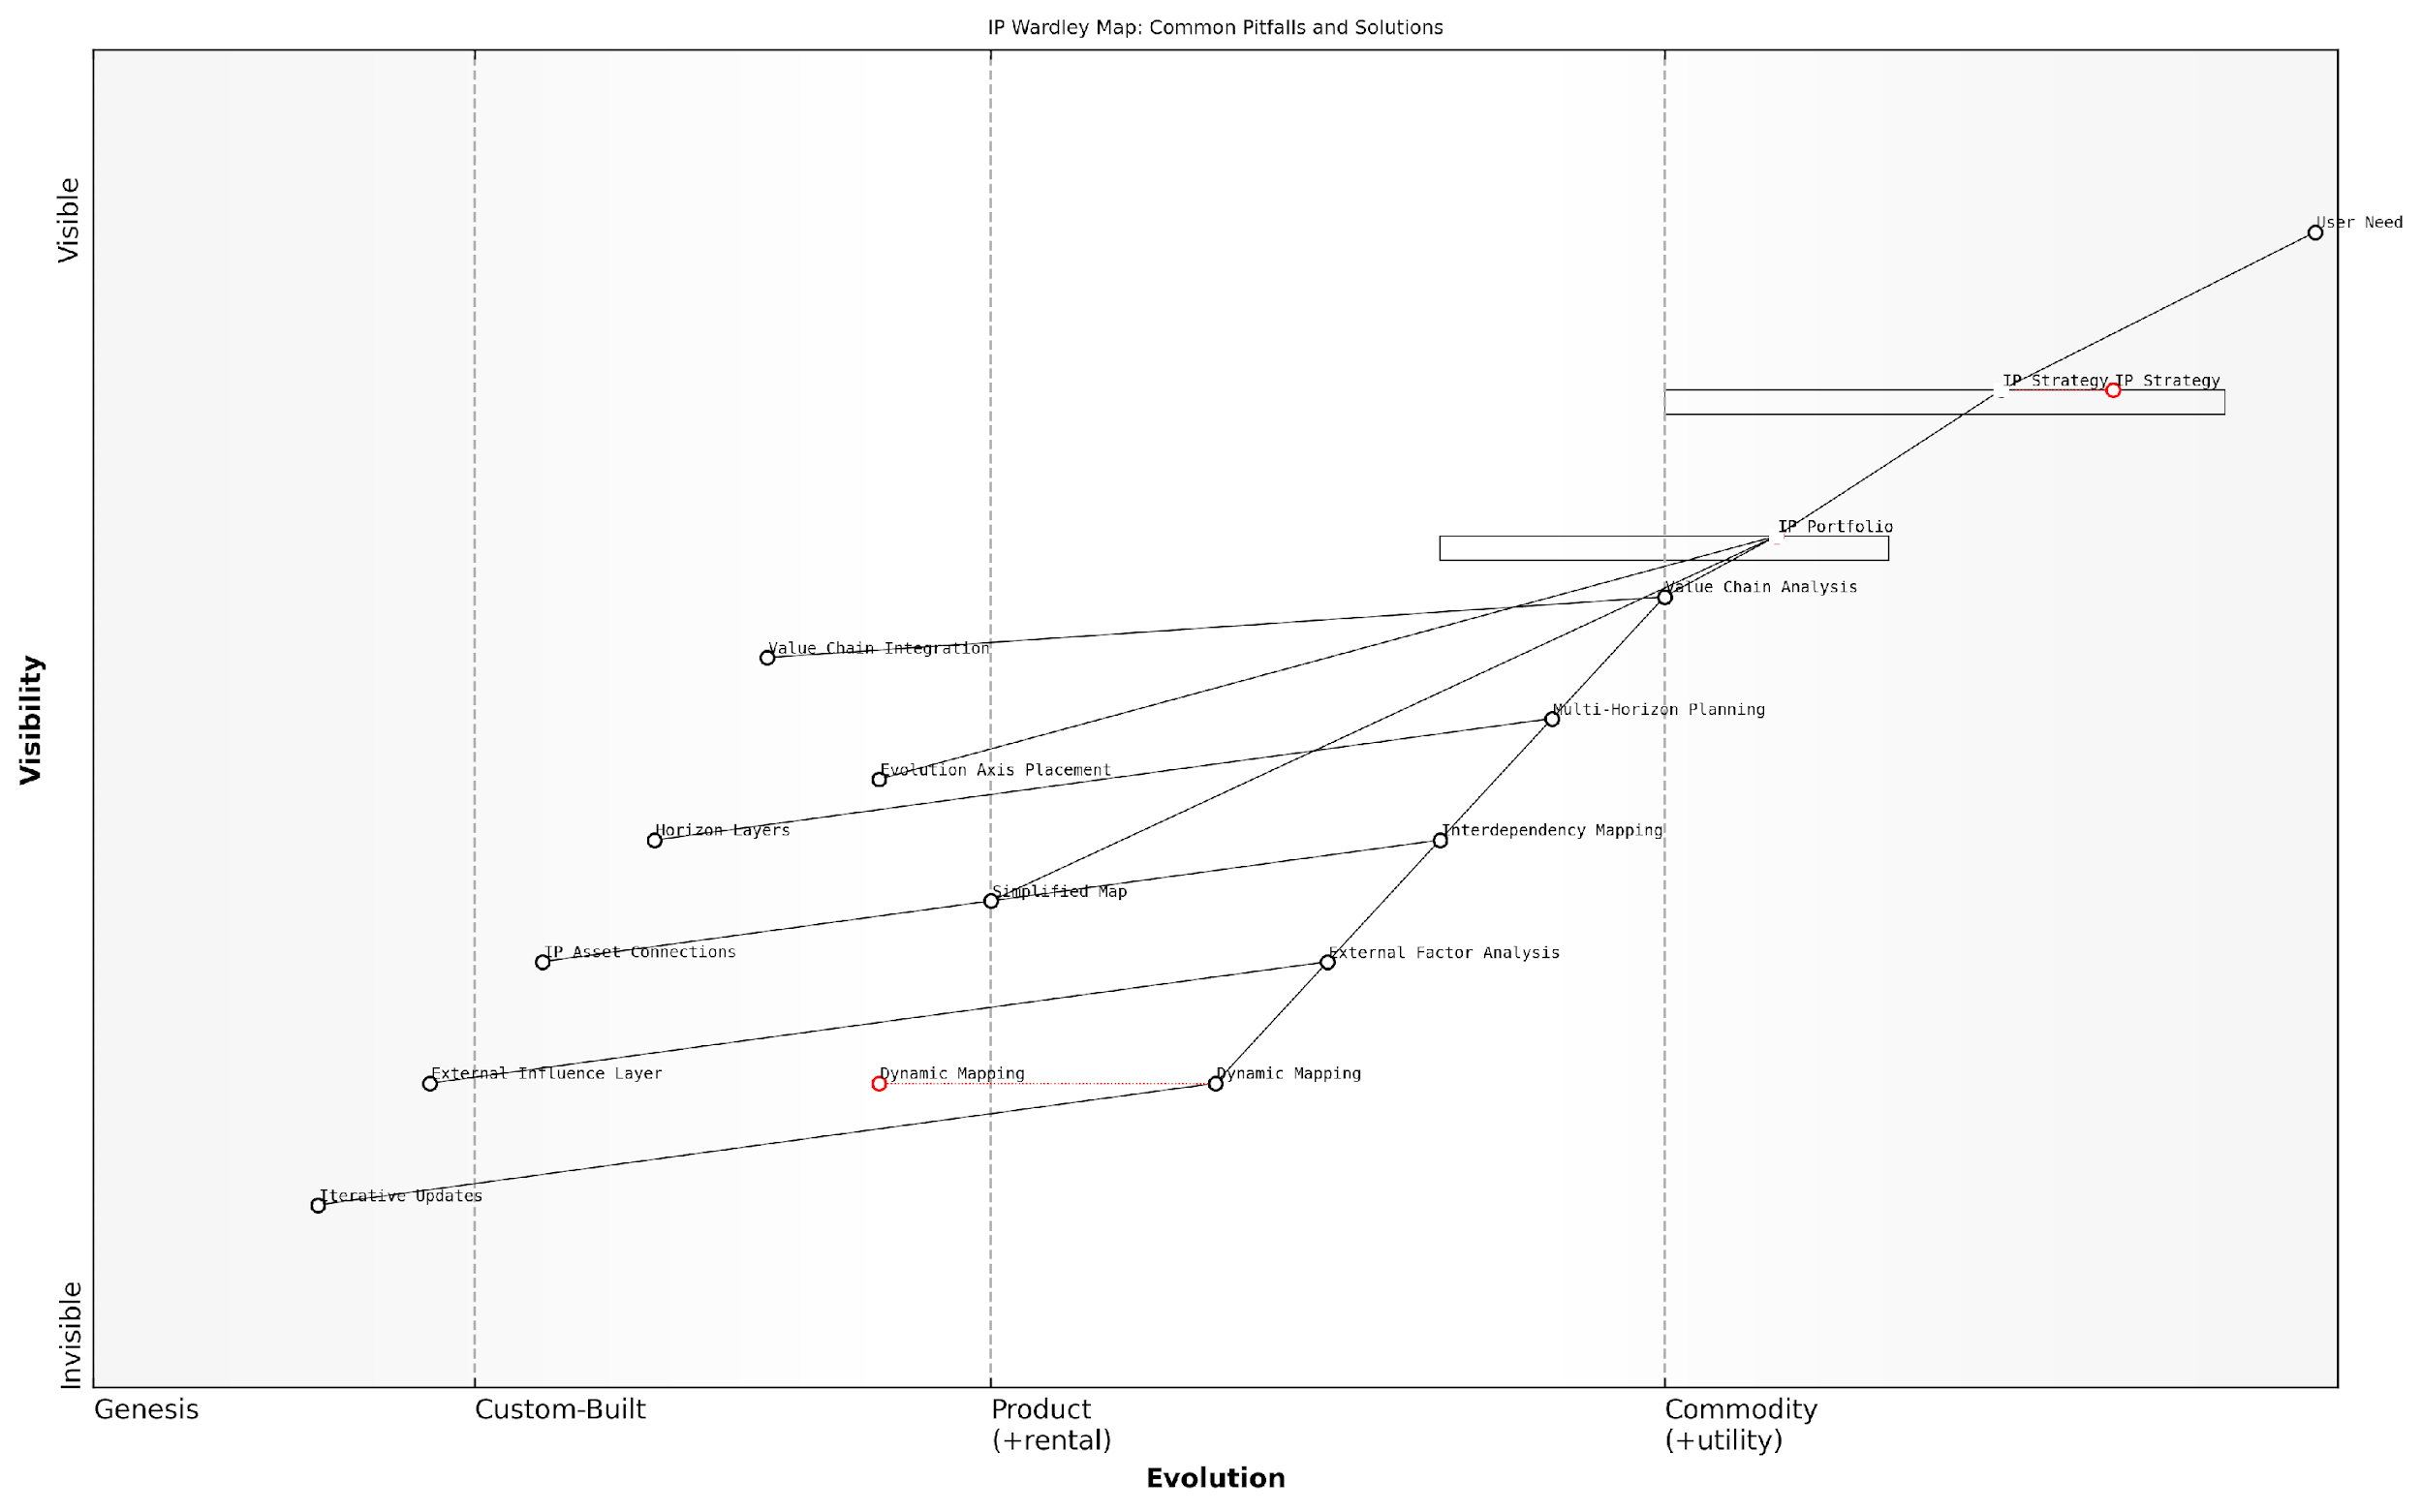 IP Wardley Map: Common Pitfalls and Solutions
Visible
User Need
IP Strategy
IP Strategy
IP Portfolio
Value Chain Analysis
Value Chain Integration
Visibility
Multi-Horizon Planning
Evolution Axis Placement
Horizon Layers
Interdependency Mapping
Simplified Map
IP Asset Connections
External Factor Analysis
External Influence Layer
Dynamic Mapping
Dynamic Mapping
Iterative Updates
Invisible
Genesis
Custom-Built
Product
(+rental)
Commodity
(+utility)
Evolution